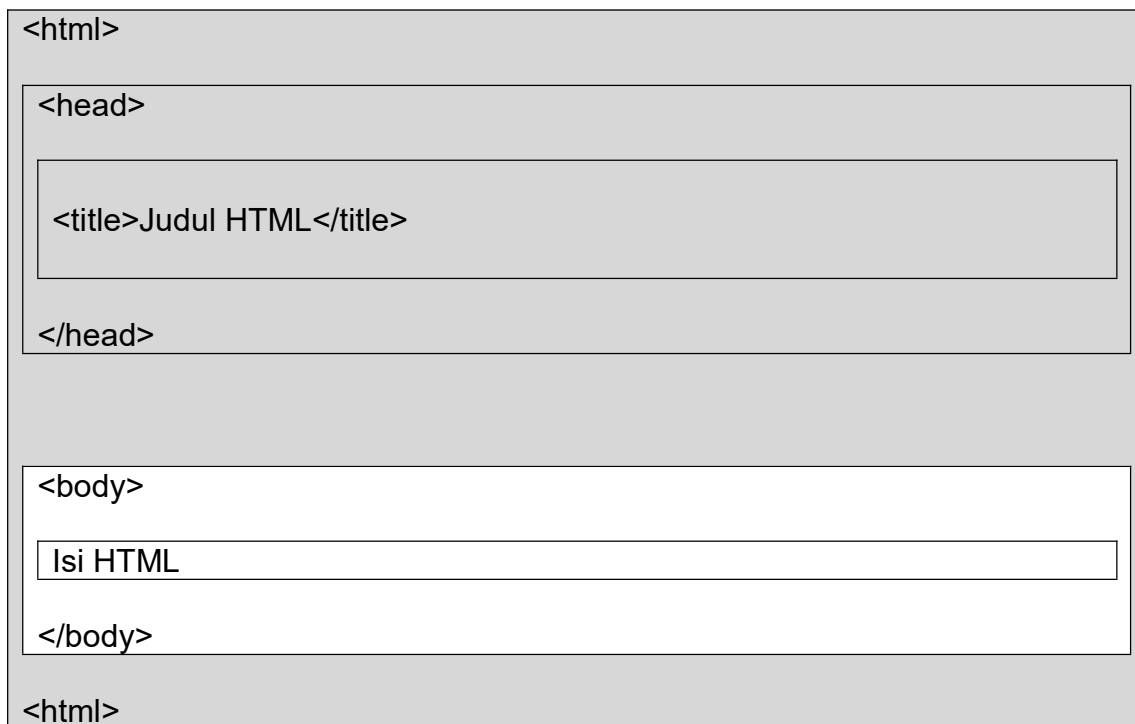 <html>
<head>
<title>Judul HTML</title>
</head>
<body>
Isi HTML
</body>
<html>